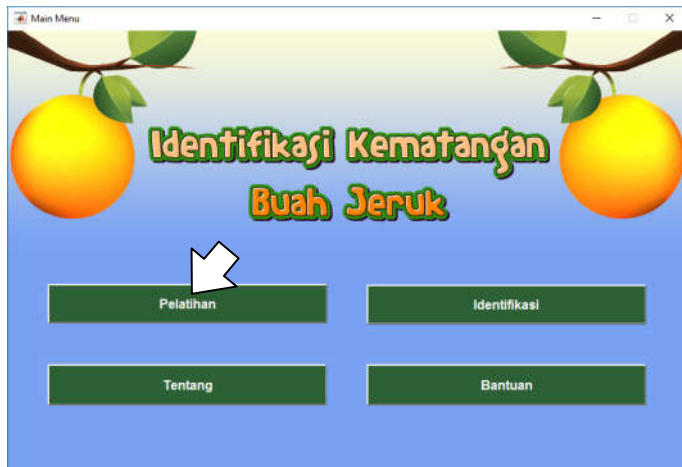 Main Menu
Identifikasi Kematangan
Buah Jeruk
Pelatihan
Identifikasi
Tentang
Bantuan